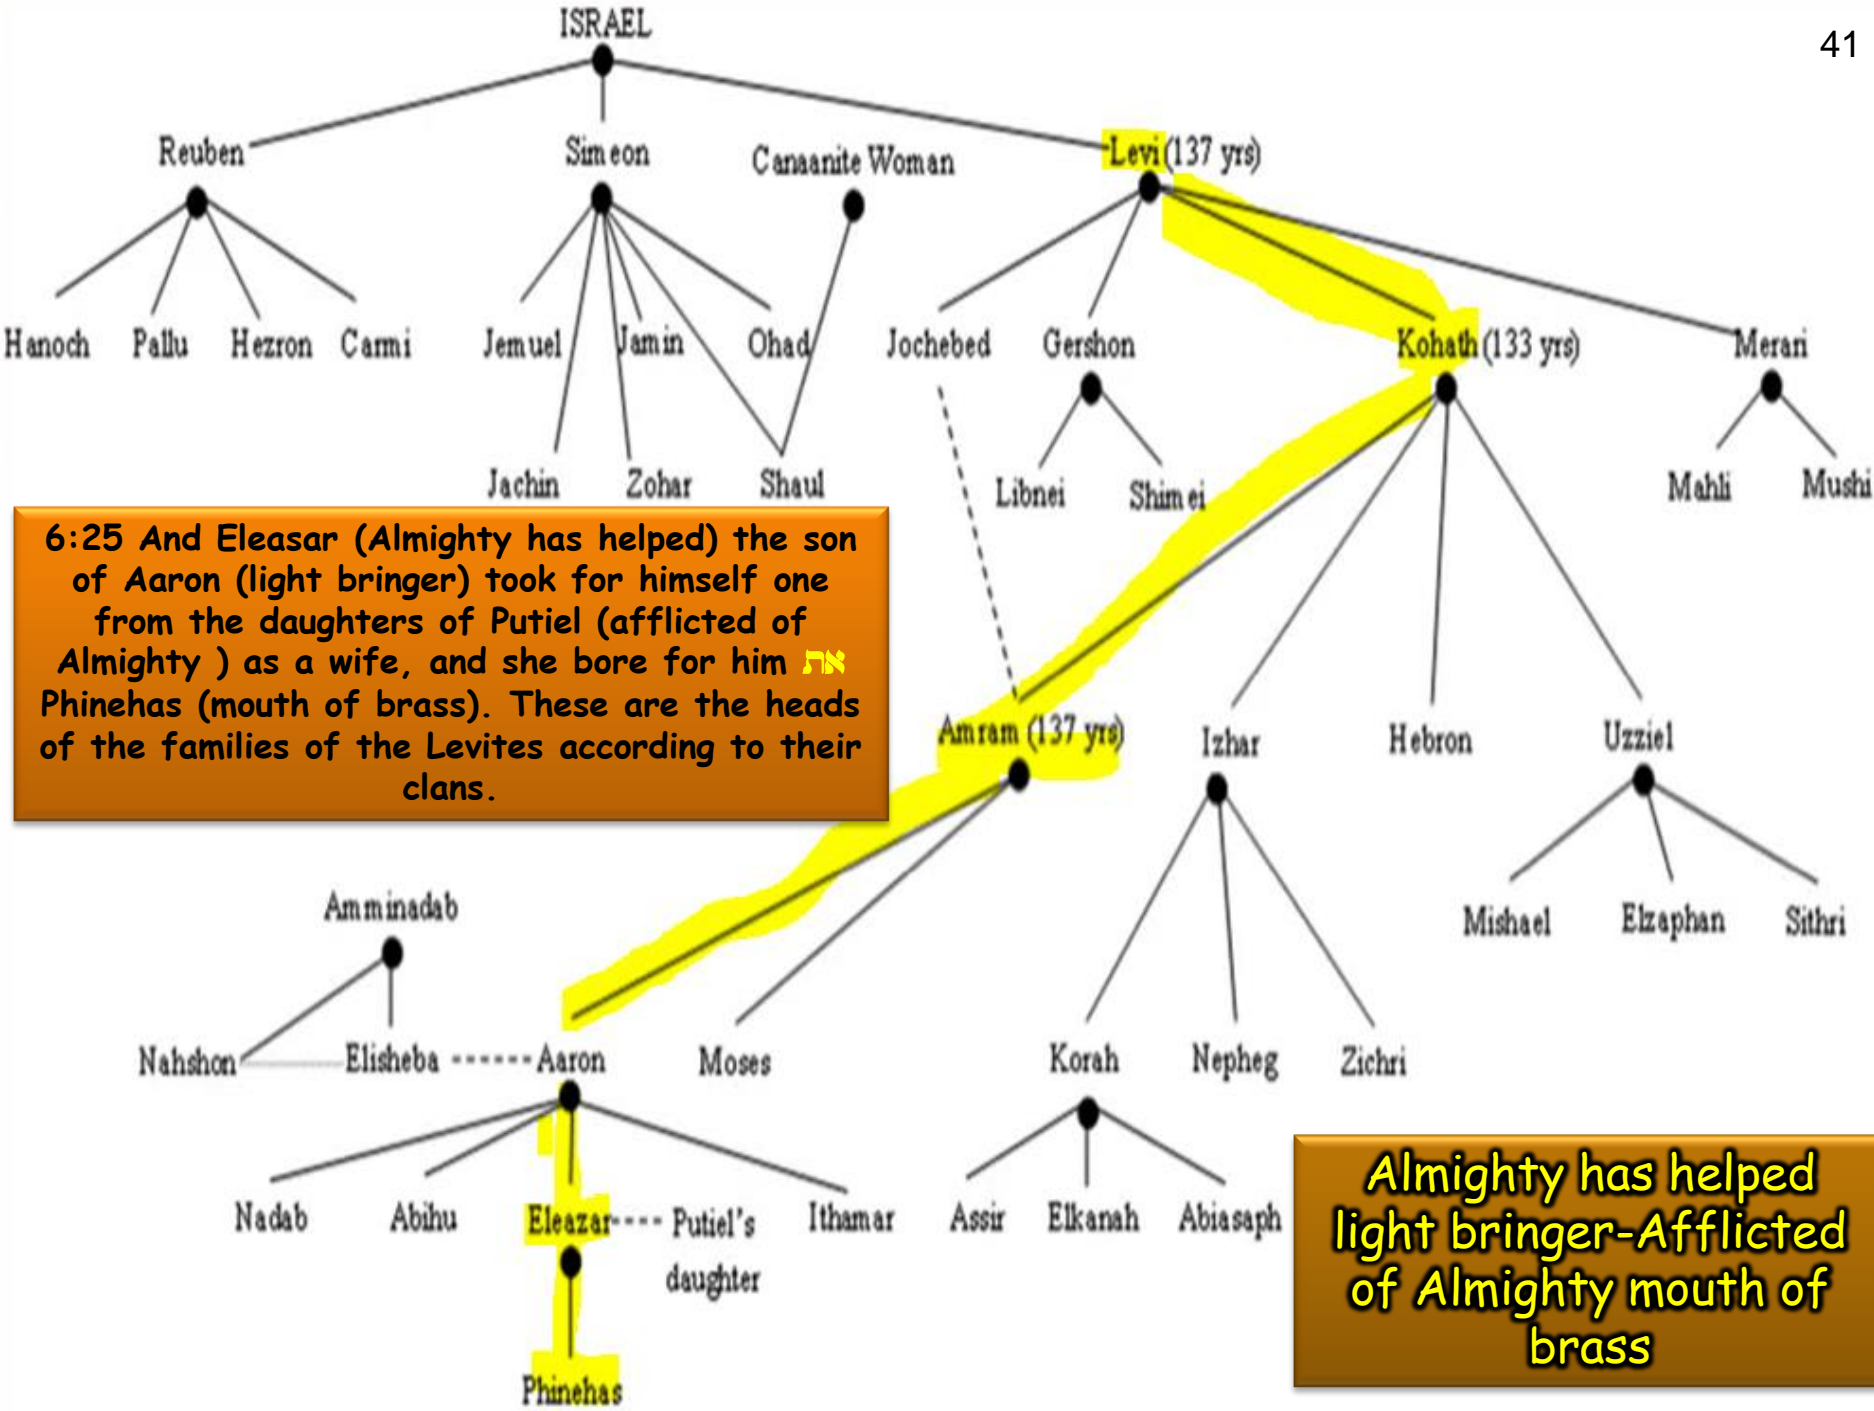 41
ISRAEL
Reuben Simeon Canaanite Woman Levi (137 yrs)
Hanoch Pallu Hezron Carmi Jemuel Jamin Ohad Jochebed Gershon Kohath (133 yrs) Merari
Jachin Zohar Shaul Libnei Shimei Mahli Mushi
6:25 And Eleasar (Almighty has helped) the son
of Aaron (light bringer) took for himself one
from the daughters of Putiel (afflicted of
Almighty ) as a wife, and she bore for him את
Phinehas (mouth of brass). These are the heads
of the families of the Levites according to their
clans.
Amram (137 yrs) Izhar Hebron Uzziel
Amminadab Mishael Elzaphan Sithri
Nahshon Elisheba Aaron Moses Korah Nepheg Zichri
Nadab Abihu Eleazar Putiel's Ithamar Assir Elkanah Abiasaph
daughter
Phinehas
Almighty has helped
light bringer-Afflicted
of Almighty mouth of
brass